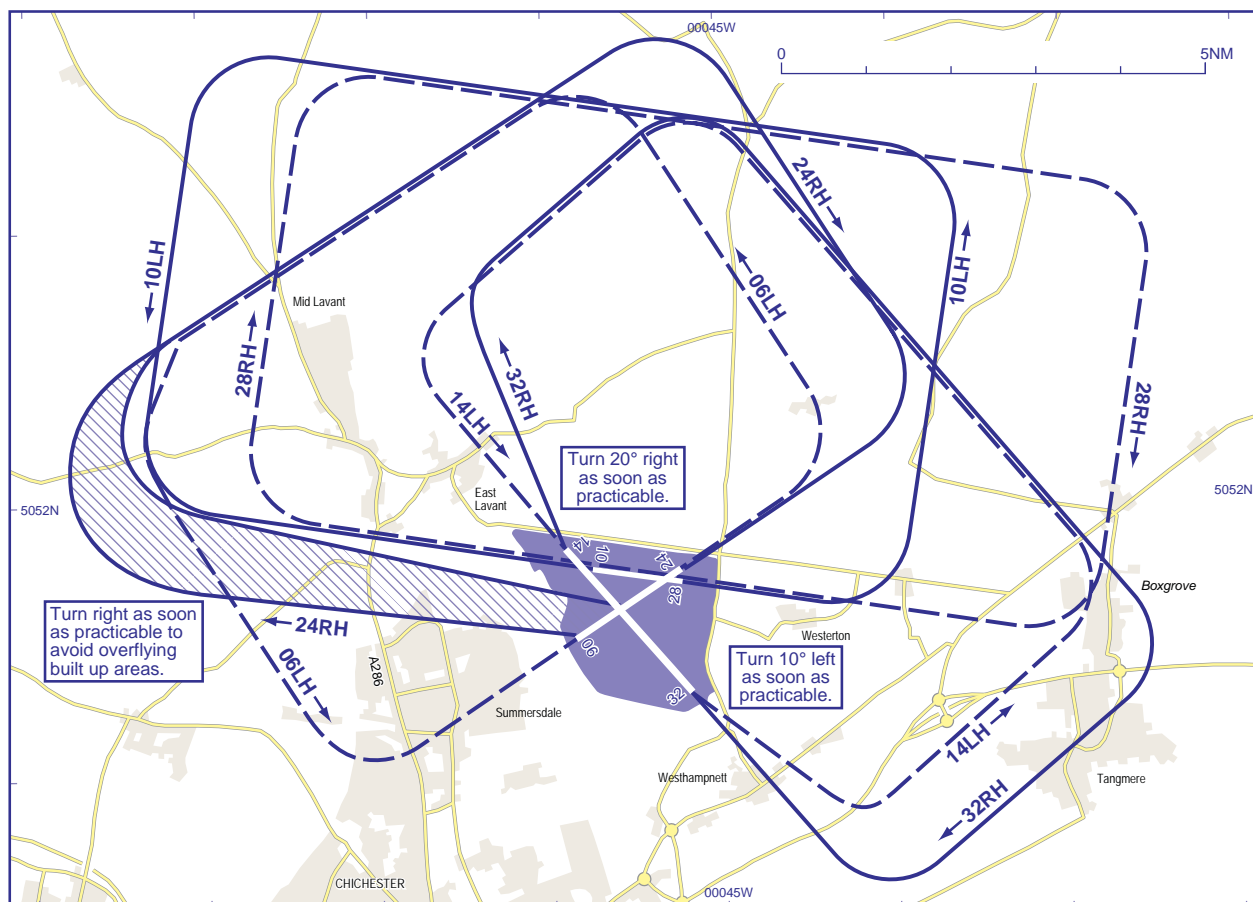 00045W
0
5NM
24RH
10LH
10LH
06LH
Mid Lavant
28RH
32RH
28RH
14LH
Turn 20° right
as soon as
practicable.
East
Lavant
5052N
5052N
14
10
24
28
Boxgrove
Turn right as soon
as practicable to
avoid overflying
built up areas.
24RH
06
Westerton
06LH
A286
Turn 10° left
as soon as
practicable.
32
Summersdale
14LH
Westhampnett
Tangmere
32RH
CHICHESTER
00045W